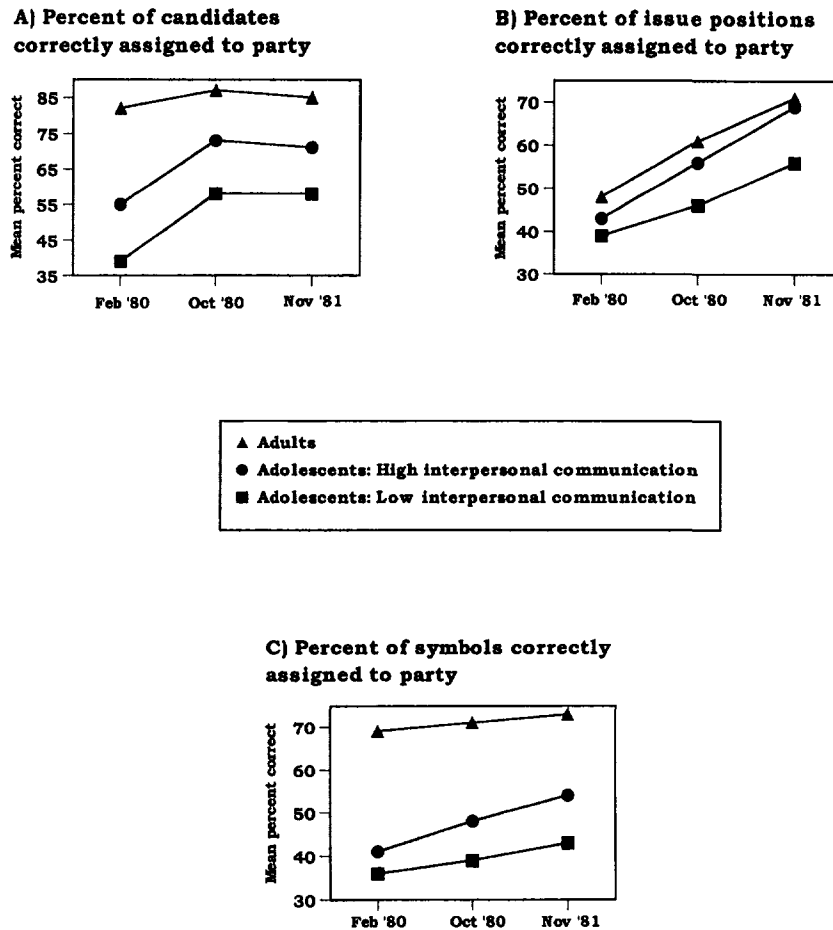 A) Percent of candidates
correctly assigned to party
Mean percent correct
85
75
65
55
45
35
Feb '80 Oct '80 Nov '81
B) Percent of issue positions
correctly assigned to party
Mean percent correct
70
60
50
40
30
Feb '80 Oct '80 Nov '81
▲ Adults
● Adolescents: High interpersonal communication
■ Adolescents: Low interpersonal communication
C) Percent of symbols correctly
assigned to party
Mean percent correct
70
60
50
40
30
Feb '80 Oct '80 Nov '81